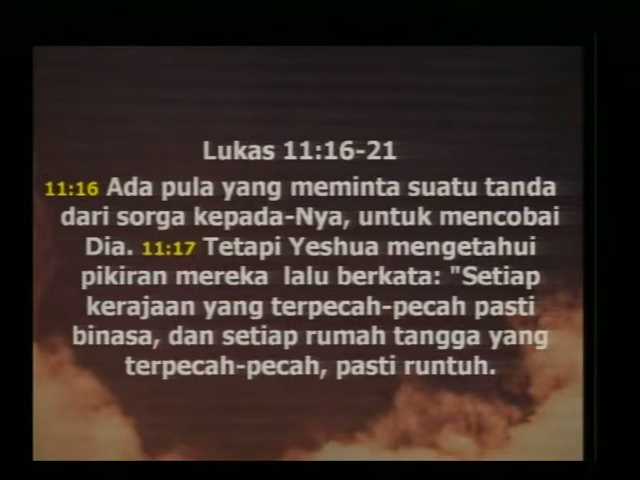 Lukas 11:16-21
11:16 Ada pula yang meminta suatu tanda
dari sorga kepada-Nya, untuk mencobai
Dia. 11:17 Tetapi Yeshua mengetahui
pikiran mereka lalu berkata: "Setiap
kerajaan yang terpecah-pecah pasti
binasa, dan setiap rumah tangga yang
terpecah-pecah, pasti runtuh.